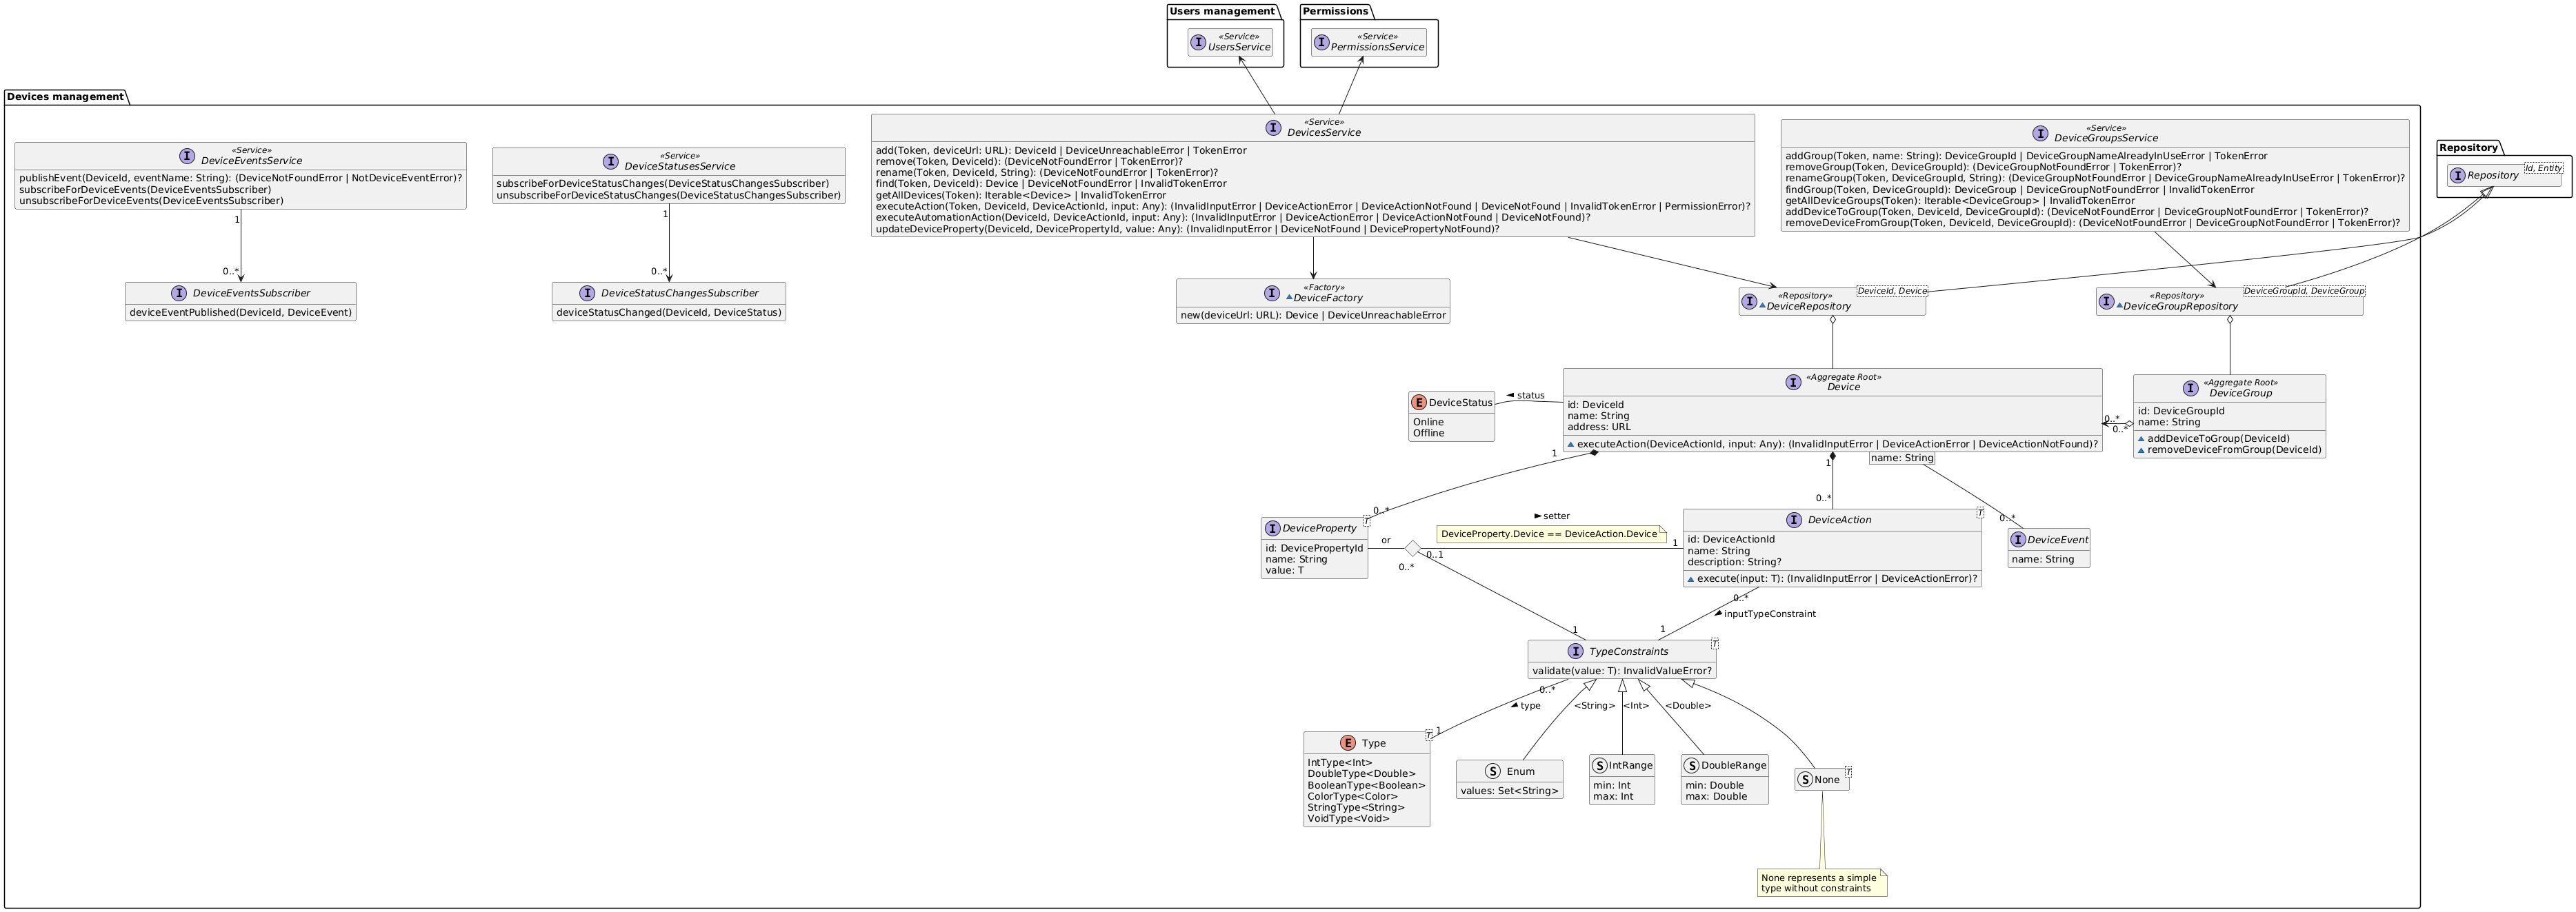 Users management
«Service»
UsersService
Permissions
«Service»
PermissionsService
Devices management
«Service»
DeviceEventsService
publishEvent(DeviceId, eventName: String): (DeviceNotFoundError | NotDeviceEventError)?
subscribeForDeviceEvents(DeviceEventsSubscriber)
unsubscribeForDeviceEvents(DeviceEventsSubscriber)
«Service»
DeviceStatusesService
subscribeForDeviceStatusChanges(DeviceStatusChangesSubscriber)
unsubscribeForDeviceStatusChanges(DeviceStatusChangesSubscriber)
«Service»
DevicesService
add(Token, deviceUrl: URL): DeviceId | DeviceUnreachableError | TokenError
remove(Token, DeviceId): (DeviceNotFoundError | TokenError)?
rename(Token, DeviceId, String): (DeviceNotFoundError | TokenError)?
find(Token, DeviceId): Device | DeviceNotFoundError | InvalidTokenError
getAllDevices(Token): Iterable<Device> | InvalidTokenError
executeAction(Token, DeviceId, DeviceActionId, input: Any): (InvalidInputError | DeviceActionError | DeviceActionNotFound | DeviceNotFound | InvalidTokenError | PermissionError)?
executeAutomationAction(DeviceId, DeviceActionId, input: Any): (InvalidInputError | DeviceActionError | DeviceActionNotFound | DeviceNotFound)?
updateDeviceProperty(DeviceId, DevicePropertyId, value: Any): (InvalidInputError | DeviceNotFound | DevicePropertyNotFound)?
«Service»
DeviceGroupsService
addGroup(Token, name: String): DeviceGroupId | DeviceGroupNameAlreadyInUseError | TokenError
removeGroup(Token, DeviceGroupId): (DeviceGroupNotFoundError | TokenError)?
renameGroup(Token, DeviceGroupId, String): (DeviceGroupNotFoundError | DeviceGroupNameAlreadyInUseError | TokenError)?
findGroup(Token, DeviceGroupId): DeviceGroup | DeviceGroupNotFoundError | InvalidTokenError
getAllDeviceGroups(Token): Iterable<DeviceGroup> | InvalidTokenError
addDeviceToGroup(Token, DeviceId, DeviceGroupId): (DeviceNotFoundError | DeviceGroupNotFoundError | TokenError)?
removeDeviceFromGroup(Token, DeviceId, DeviceGroupId): (DeviceNotFoundError | DeviceGroupNotFoundError | TokenError)?
Repository
Repository
Id, Entity
1
0..*
1
0..*
DeviceEventsSubscriber
deviceEventPublished(DeviceId, DeviceEvent)
DeviceStatusChangesSubscriber
deviceStatusChanged(DeviceId, DeviceStatus)
«Factory»
DeviceFactory
new(deviceUrl: URL): Device | DeviceUnreachableError
«Repository»
DeviceRepository
DeviceId, Device
«Repository»
DeviceGroupRepository
DeviceGroupId, DeviceGroup
DeviceStatus
Online
Offline
status
«Aggregate Root»
Device
id: DeviceId
name: String
address: URL
executeAction(DeviceActionId, input: Any): (InvalidInputError | DeviceActionError | DeviceActionNotFound)?
0..*
0..*
«Aggregate Root»
DeviceGroup
id: DeviceGroupId
name: String
addDeviceToGroup(DeviceId)
removeDeviceFromGroup(DeviceId)
1
1
name: String
0..*
0..*
0..*
DeviceProperty
T
id: DevicePropertyId
name: String
value: T
or
0..1
0..*
setter
DeviceProperty.Device == DeviceAction.Device
1
DeviceAction
T
id: DeviceActionId
name: String
description: String?
execute(input: T): (InvalidInputError | DeviceActionError)?
DeviceEvent
name: String
0..*
inputTypeConstraint
1
1
TypeConstraints
T
validate(value: T): InvalidValueError?
0..*
type
1
<String>
<Int>
<Double>
Type
T
IntType<Int>
DoubleType<Double>
BooleanType<Boolean>
ColorType<Color>
StringType<String>
VoidType<Void>
Enum
values: Set<String>
IntRange
min: Int
max: Int
DoubleRange
min: Double
max: Double
None
T
None represents a simple
type without constraints